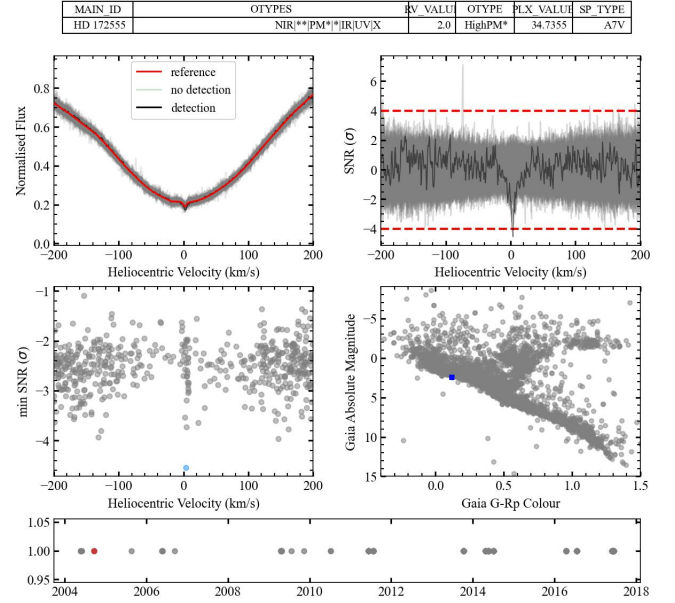 MAIN_ID OTYPES RV_VALUE OTYPE PLX_VALUE SP_TYPE
HD 172555 NIR|**|PM*|*|IR|UV|X 2.0 HighPM* 34.7355 A7V
Normalised Flux
0.8
0.6
0.4
0.2
0.0
−200 −100 0 100 200
Heliocentric Velocity (km/s)
reference
no detection
detection
SNR (σ)
6
4
2
0
−2
−4
−200 −100 0 100 200
Heliocentric Velocity (km/s)
min SNR (σ)
−1
−2
−3
−4
−200 −100 0 100 200
Heliocentric Velocity (km/s)
Gaia Absolute Magnitude
−5
0
5
10
15
0.0 0.5 1.0 1.5
Gaia G-Rp Colour
1.05
1.00
0.95
2004 2006 2008 2010 2012 2014 2016 2018